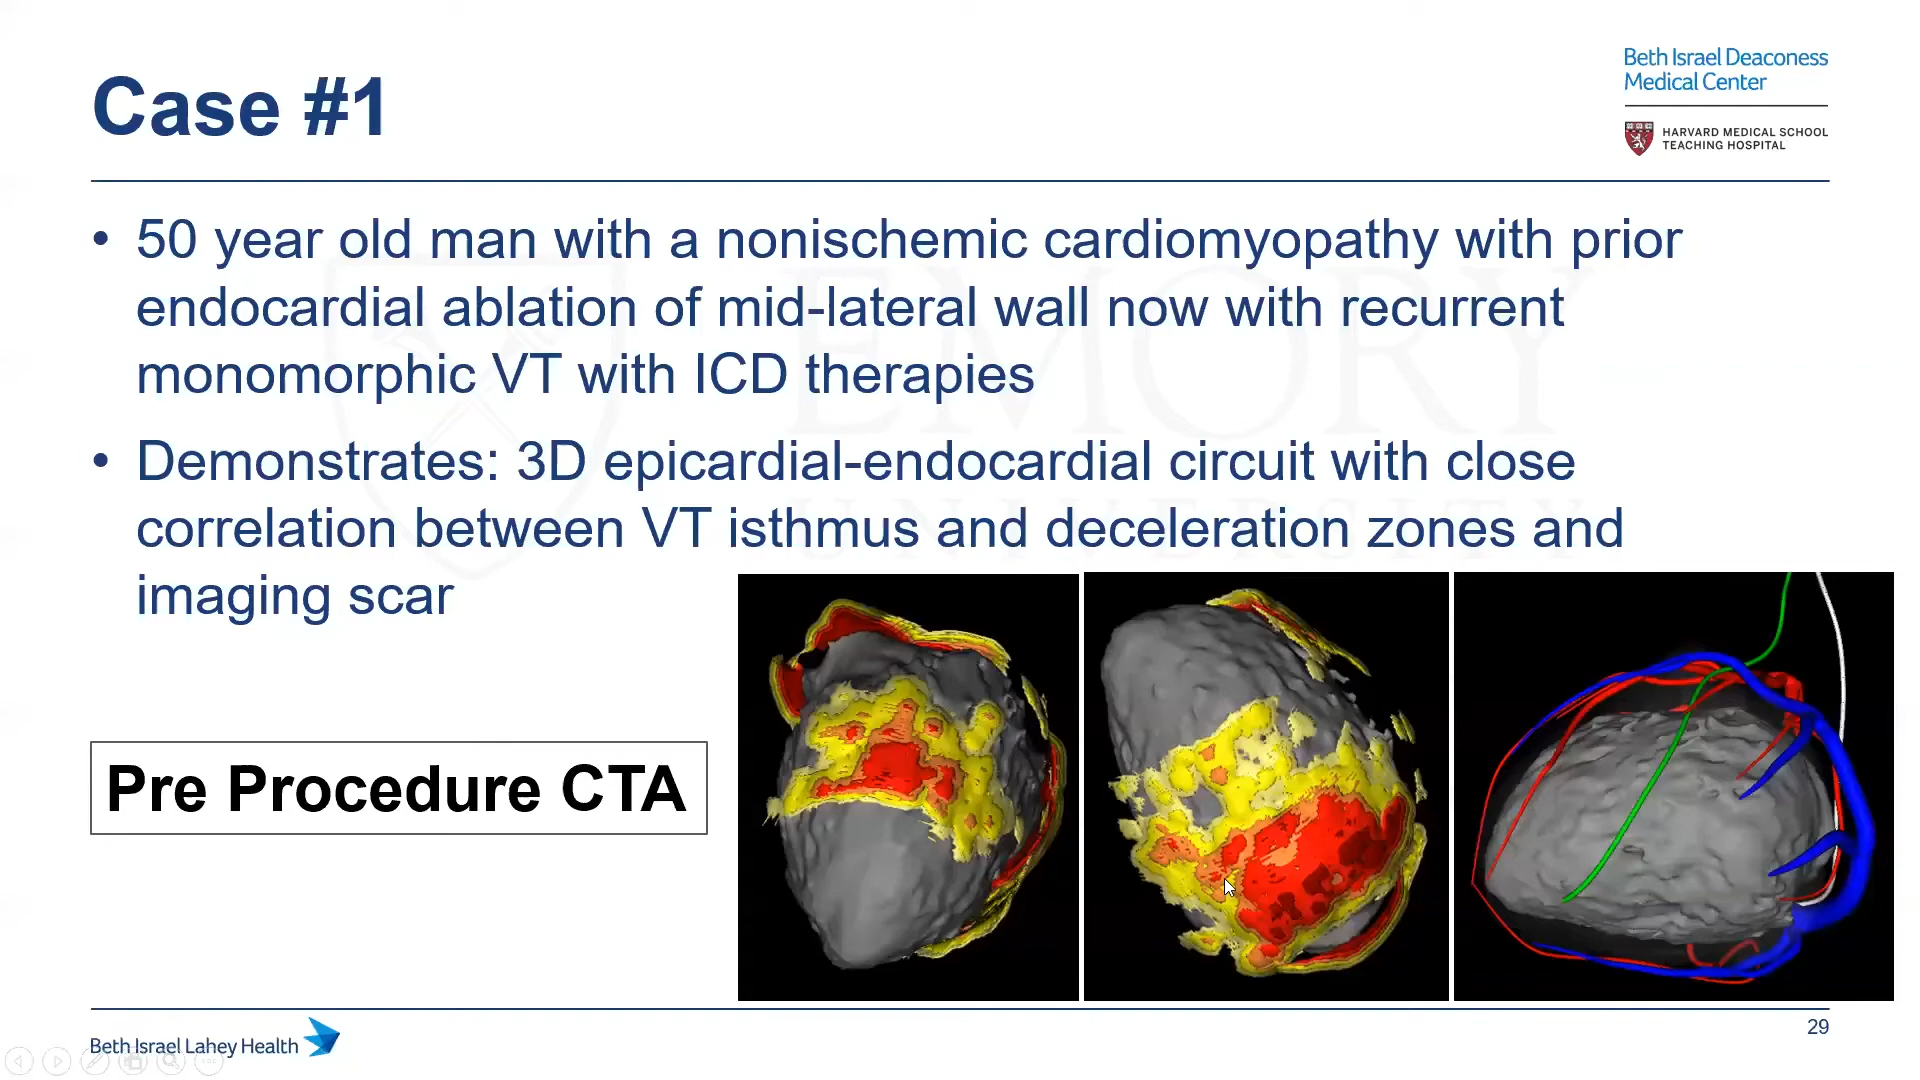 Case #1
Beth Israel Deaconess
Medical Center
HARVARD MEDICAL SCHOOL
TEACHING HOSPITAL
• 50 year old man with a nonischemic cardiomyopathy with prior
endocardial ablation of mid-lateral wall now with recurrent
monomorphic VT with ICD therapies
• Demonstrates: 3D epicardial-endocardial circuit with close
correlation between VT isthmus and deceleration zones and
imaging scar
EMORY
UNIVERSITY
Pre Procedure CTA
Beth Israel Lahey Health
29